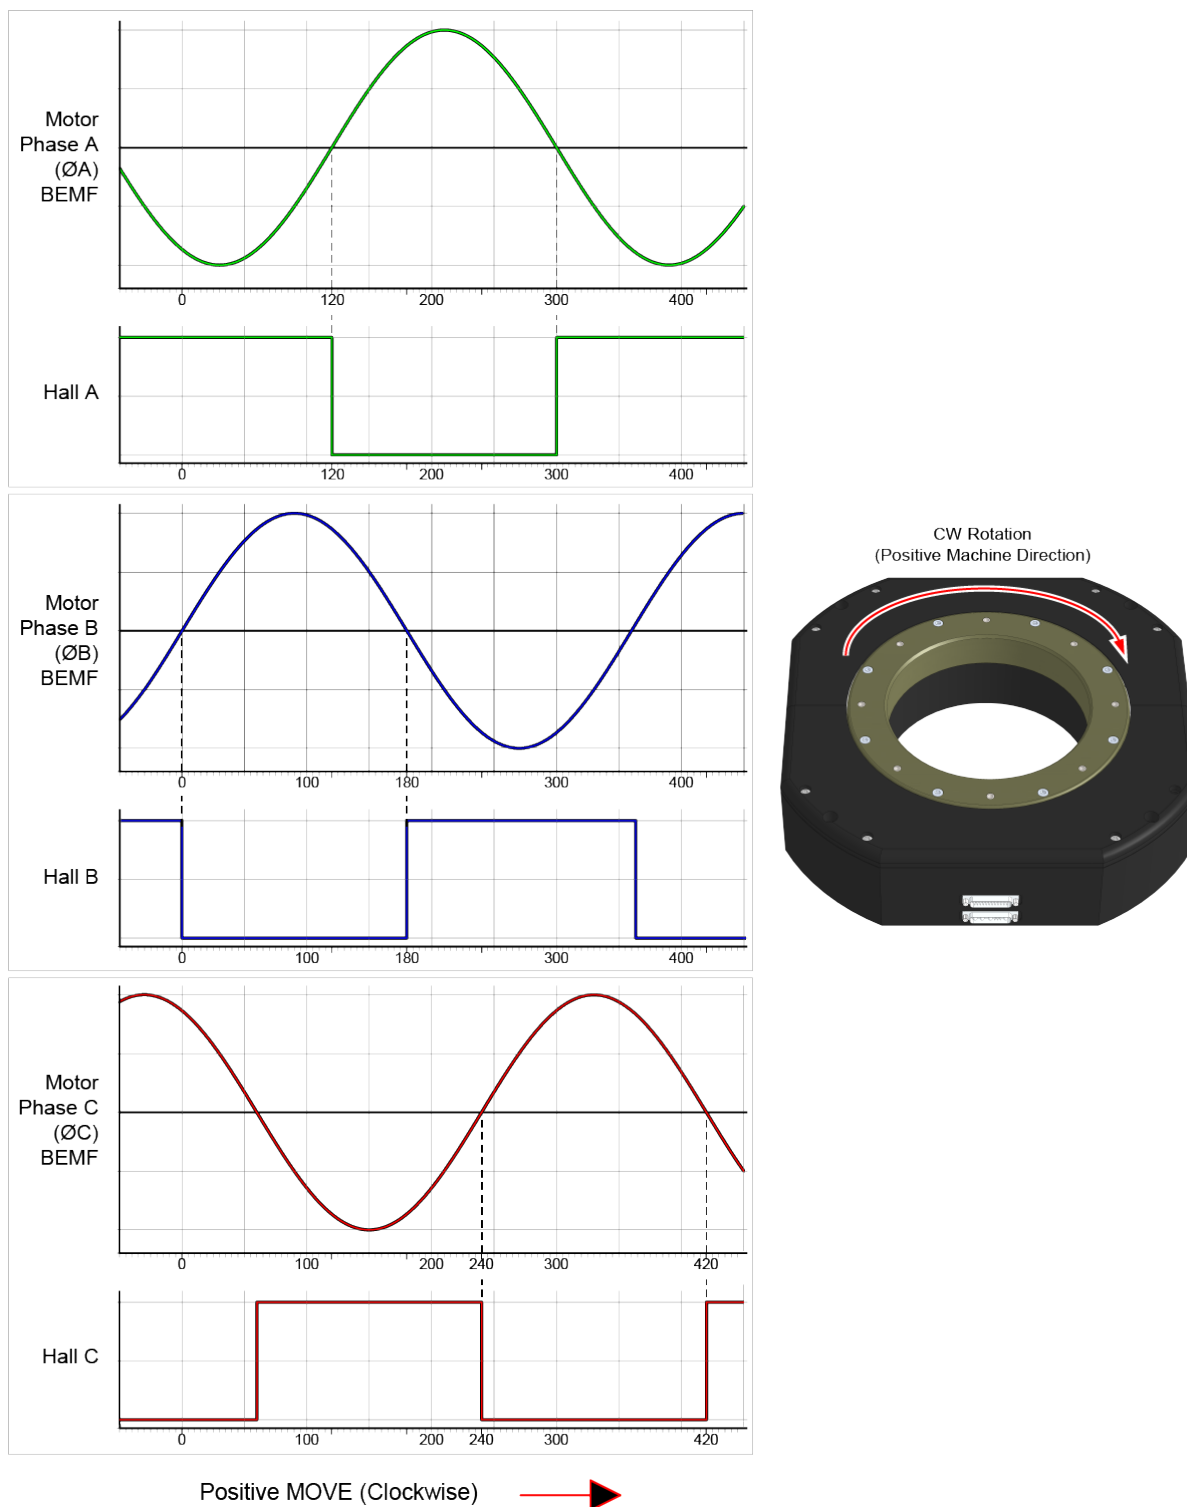 Motor
Phase A
(ØA)
BEMF
0 120 200 300 400
Hall A
0 120 200 300 400
Motor
Phase B
(ØB)
BEMF
0 100 180 300 400
Hall B
0 100 180 300 400
CW Rotation
(Positive Machine Direction)
Motor
Phase C
(ØC)
BEMF
0 100 200 240 300 420
Hall C
0 100 200 240 300 420
Positive MOVE (Clockwise)